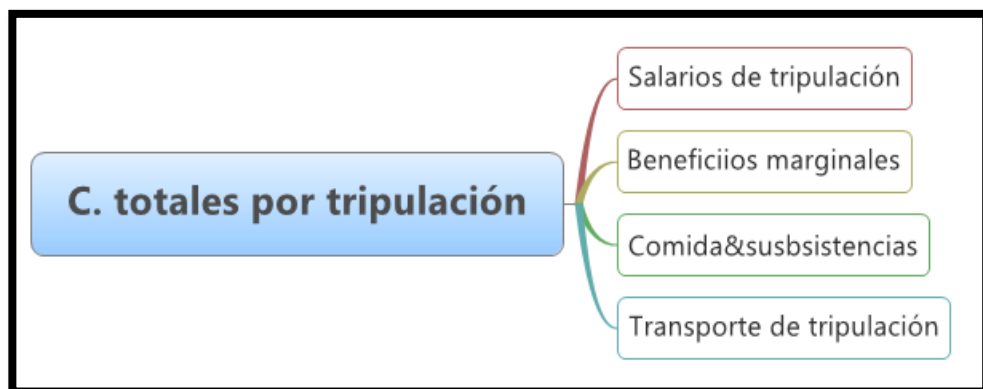 C. totales por tripulación
Salarios de tripulación
Beneficiios marginales
Comida&susbsistencias
Transporte de tripulación